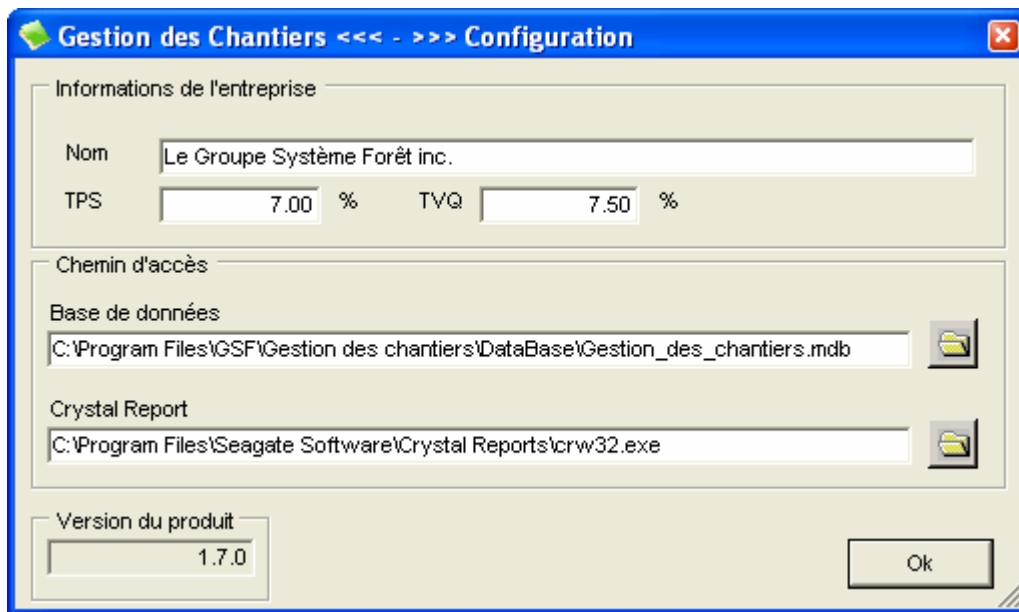 Gestion des Chantiers <<< - >>> Configuration
Informations de l'entreprise
Nom Le Groupe Système Forêt inc.
TPS 7.00 % TVQ 7.50 %
Chemin d'accès
Base de données
C:\Program Files\GSF\Gestion des chantiers\DataBase\Gestion_des_chantiers.mdb
Crystal Report
C:\Program Files\Seagate Software\Crystal Reports\crw32.exe
Version du produit
1.7.0
Ok